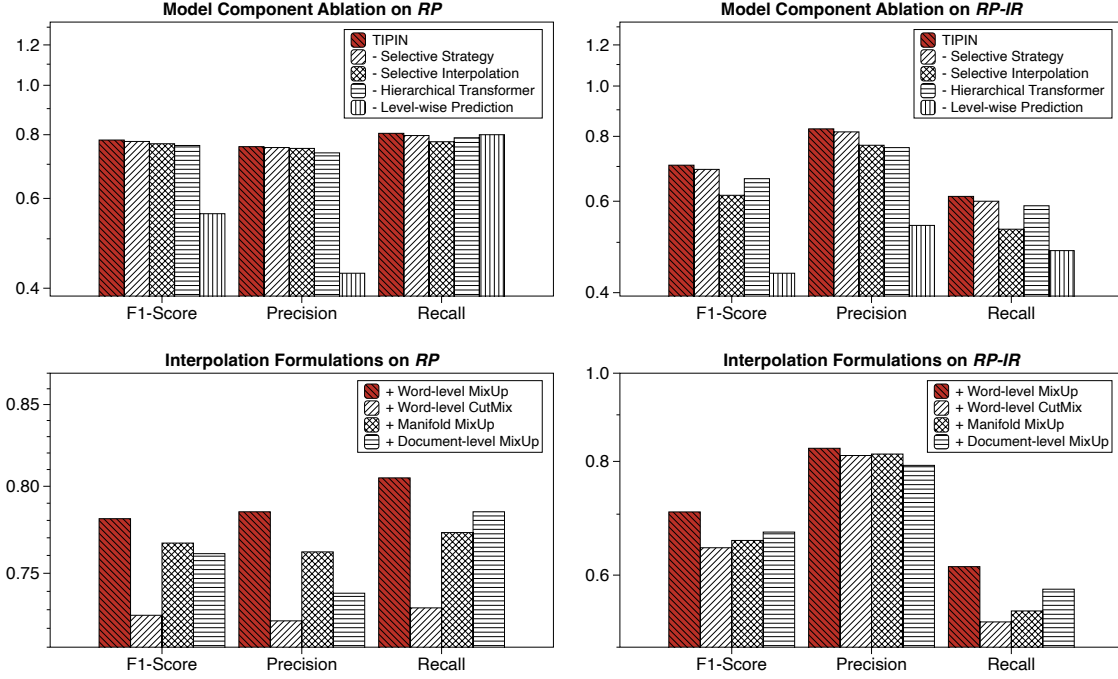 Model Component Ablation on RP
1.2
1.0
0.8
0.6
0.4
TIPIN
- Selective Strategy
- Selective Interpolation
- Hierarchical Transformer
- Level-wise Prediction
F1-Score
Precision
Recall
Model Component Ablation on RP-IR
1.2
1.0
0.8
0.6
0.4
TIPIN
- Selective Strategy
- Selective Interpolation
- Hierarchical Transformer
- Level-wise Prediction
F1-Score
Precision
Recall
Interpolation Formulations on RP
0.85
0.80
0.75
+ Word-level MixUp
+ Word-level CutMix
+ Manifold MixUp
+ Document-level MixUp
F1-Score
Precision
Recall
Interpolation Formulations on RP-IR
1.0
0.8
0.6
+ Word-level MixUp
+ Word-level CutMix
+ Manifold MixUp
+ Document-level MixUp
F1-Score
Precision
Recall